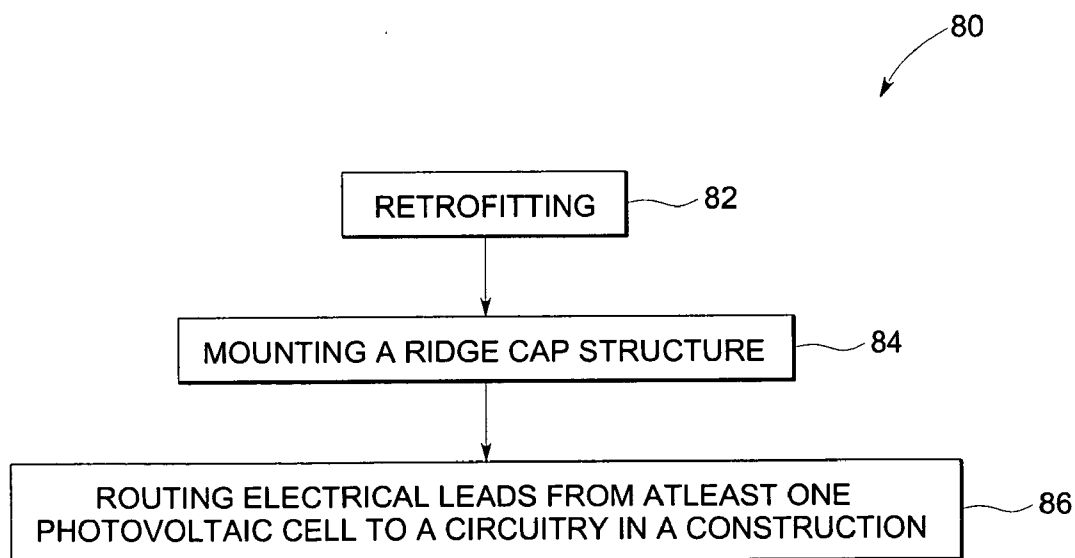 80
RETROFITTING
82
MOUNTING A RIDGE CAP STRUCTURE
84
ROUTING ELECTRICAL LEADS FROM ATLEAST ONE
PHOTOVOLTAIC CELL TO A CIRCUITRY IN A CONSTRUCTION
86